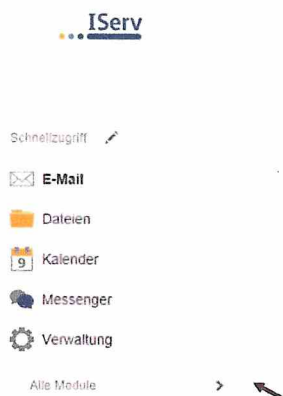 IServ
Schnellzugriff
E-Mail
Dateien
9
Kalender
Messenger
Verwaltung
Alle Module